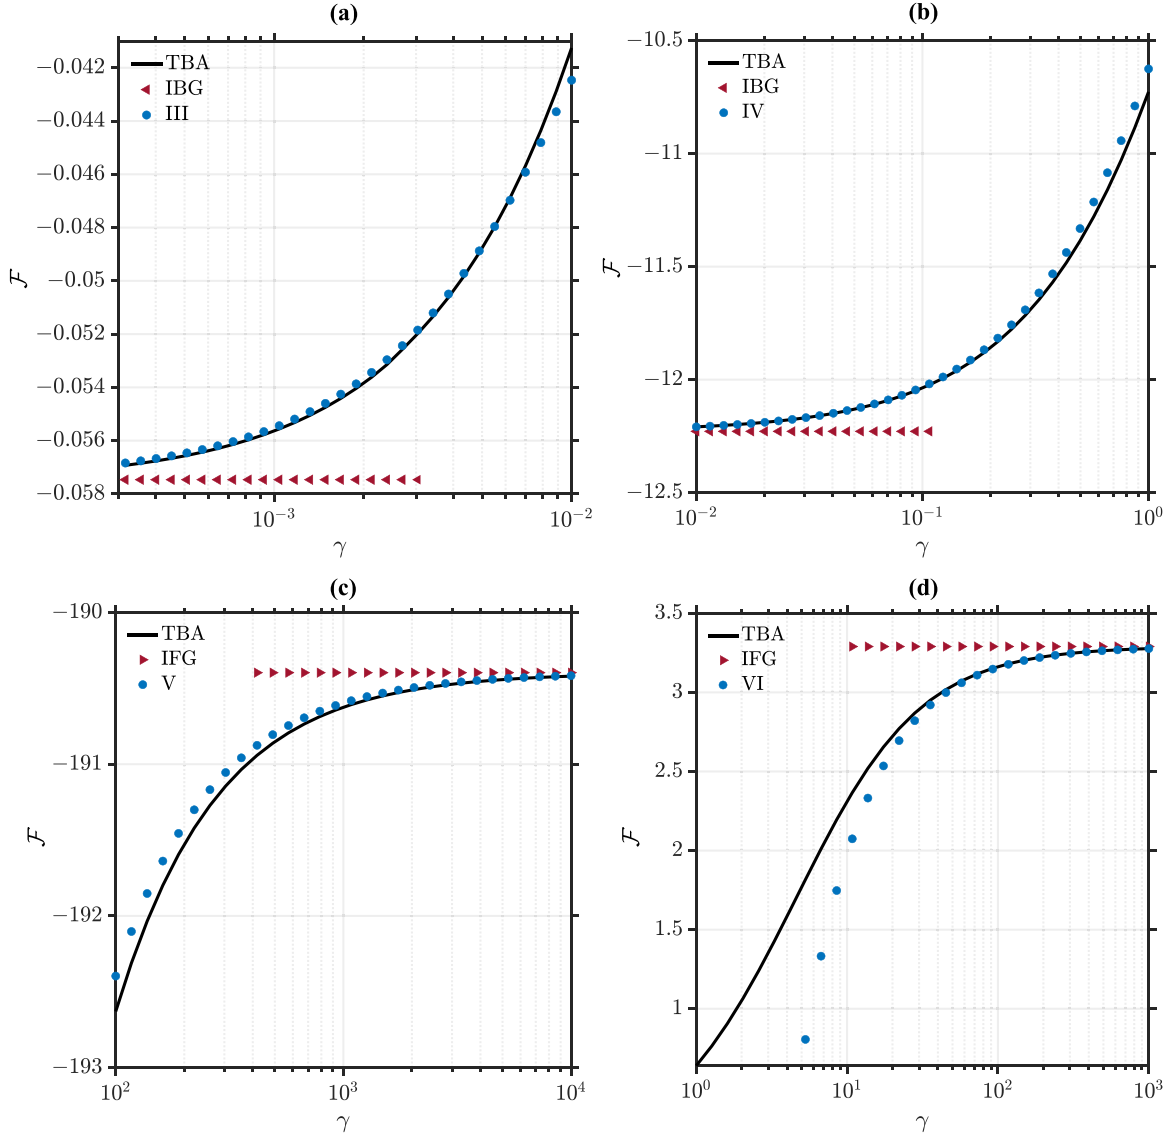 (a)
TBA
IBG
III
−0.042
−0.044
−0.046
−0.048
−0.05
−0.052
−0.054
−0.056
−0.058
ℱ
10⁻³
10⁻²
γ
(b)
TBA
IBG
IV
−10.5
−11
−11.5
−12
−12.5
ℱ
10⁻²
10⁻¹
10⁰
γ
(c)
TBA
IFG
V
−190
−191
−192
−193
ℱ
10²
10³
10⁴
γ
(d)
TBA
IFG
VI
3.5
3
2.5
2
1.5
1
ℱ
10⁰
10¹
10²
10³
γ